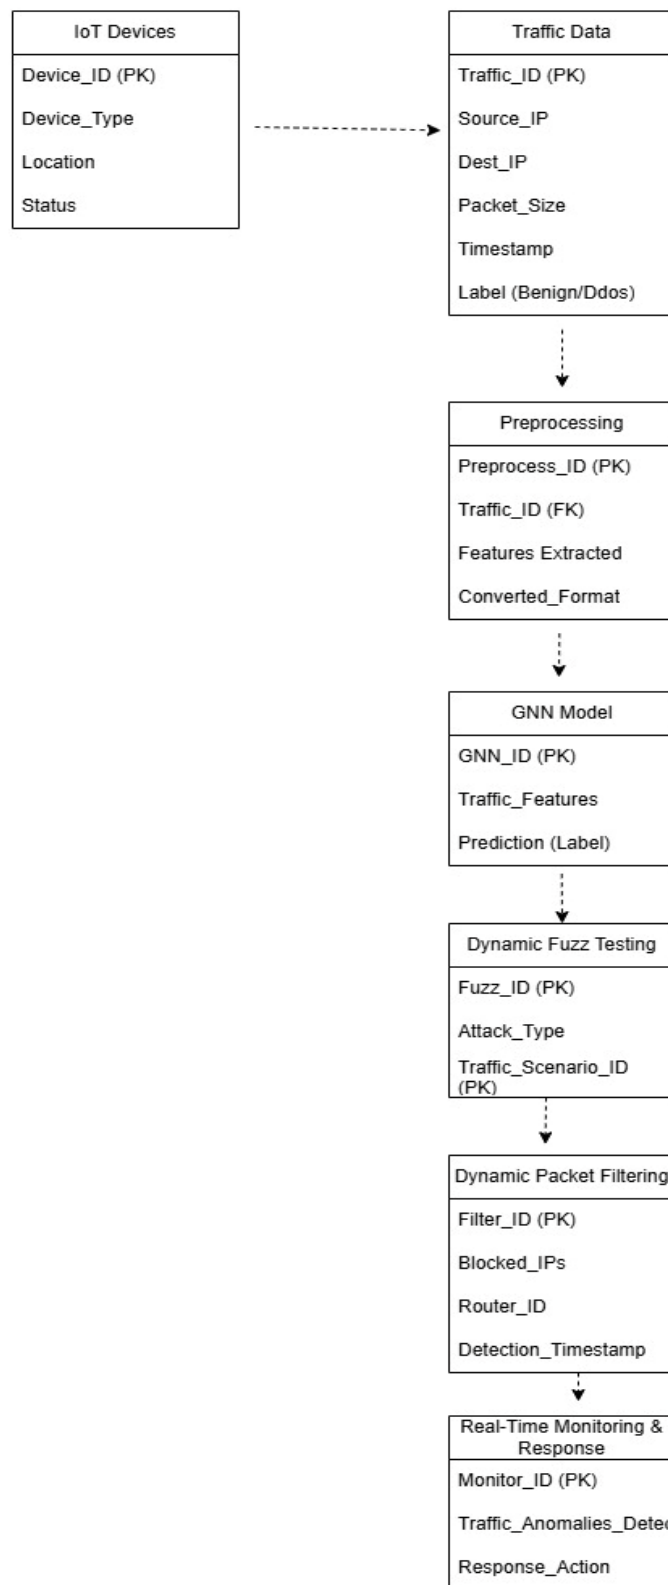 IoT Devices
Device_ID (PK)
Device_Type
Location
Status
Traffic Data
Traffic_ID (PK)
Source_IP
Dest_IP
Packet_Size
Timestamp
Label (Benign/Ddos)
Preprocessing
Preprocess_ID (PK)
Traffic_ID (FK)
Features Extracted
Converted_Format
GNN Model
GNN_ID (PK)
Traffic_Features
Prediction (Label)
Dynamic Fuzz Testing
Fuzz_ID (PK)
Attack_Type
Traffic_Scenario_ID
(PK)
Dynamic Packet Filtering
Filter_ID (PK)
Blocked_IPs
Router_ID
Detection_Timestamp
Real-Time Monitoring &
Response
Monitor_ID (PK)
Traffic_Anomalies_Detec
Response_Action